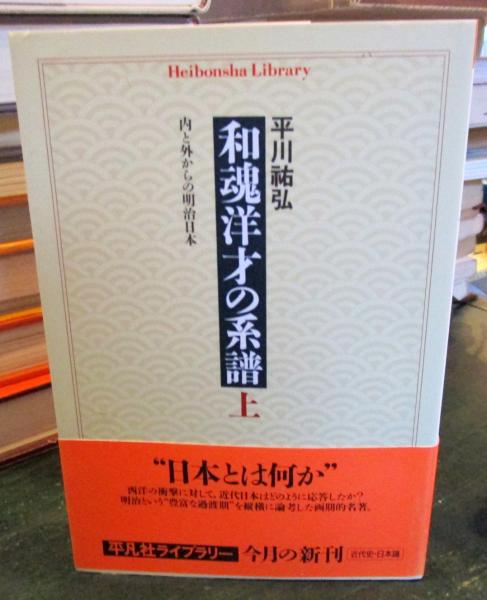 Heibonsha Library
平川祐弘
和魂洋才の系譜 上
内と外からの明治日本
“日本とは何か”
西洋の衝撃に対して、近代日本はどのように応答したか?
明治という“豊富な過渡期”を縦横に論考した画期的名著。
平凡社ライブラリー 今月の新刊 近代史・日本論